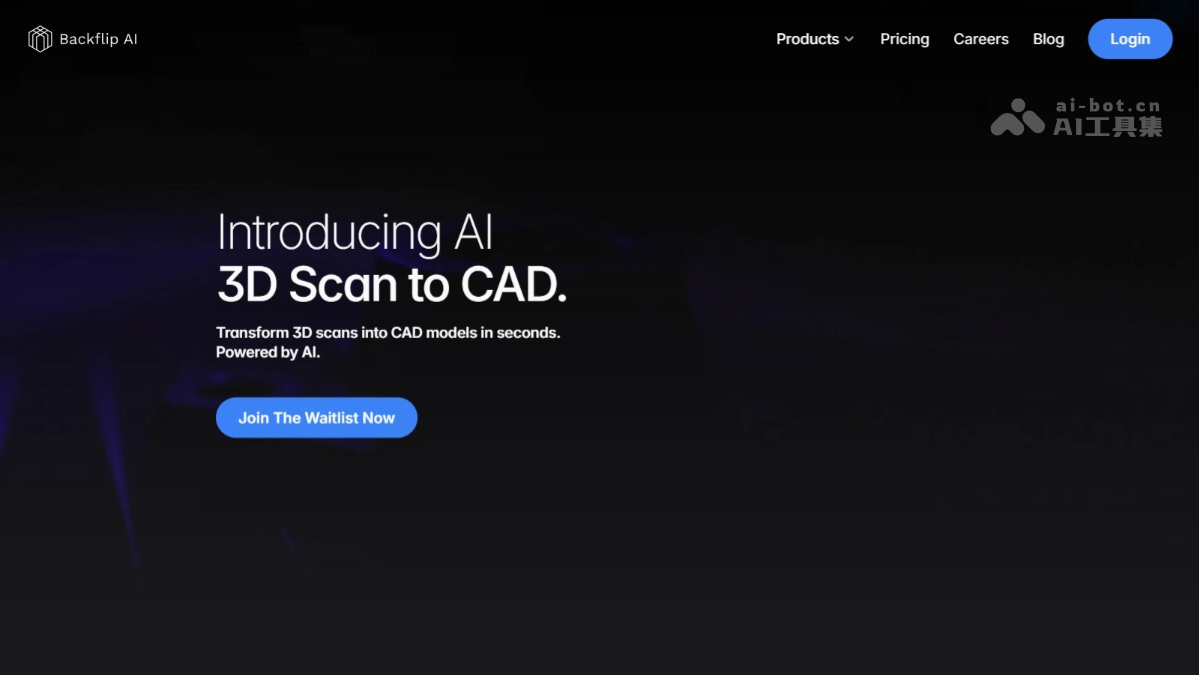 Backflip AI
Products
Pricing
Careers
Blog
Login
ai-bot.cn
AI工具集
Introducing AI
3D Scan to CAD.
Transform 3D scans into CAD models in seconds.
Powered by AI.
Join The Waitlist Now